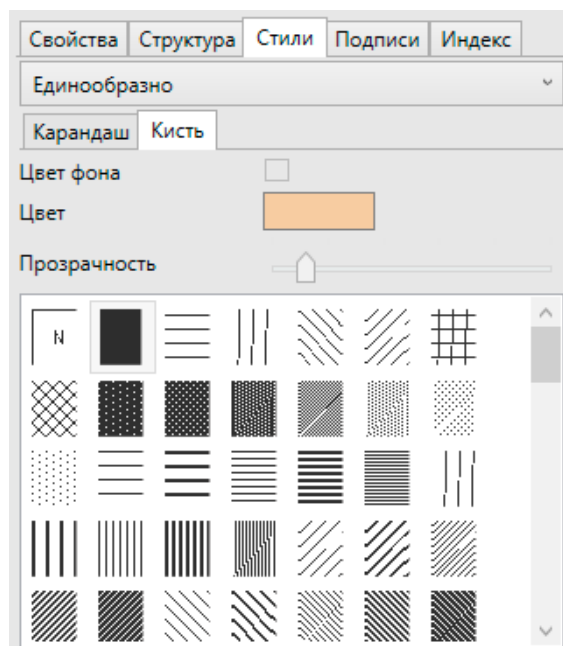 Свойства Структура Стили Подписи Индекс
Единообразно
Карандаш Кисть
Цвет фона
Цвет
Прозрачность
N